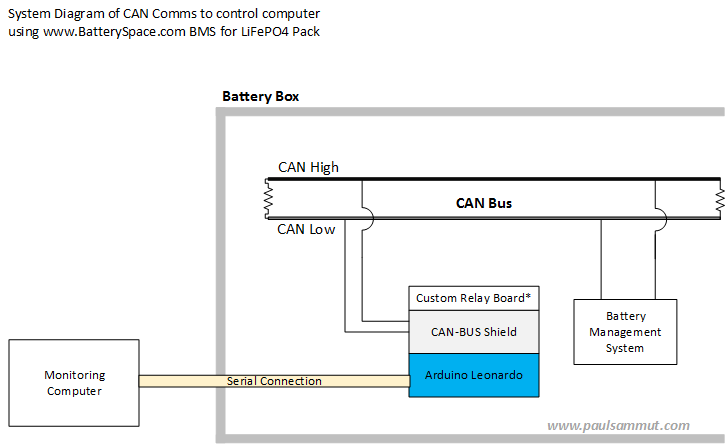 System Diagram of CAN Comms to control computer
using www.BatterySpace.com BMS for LiFePO4 Pack
Battery Box
CAN High
CAN Bus
CAN Low
Custom Relay Board*
CAN-BUS Shield
Arduino Leonardo
Battery
Management
System
Monitoring
Computer
Serial Connection
www.paulsammut.com